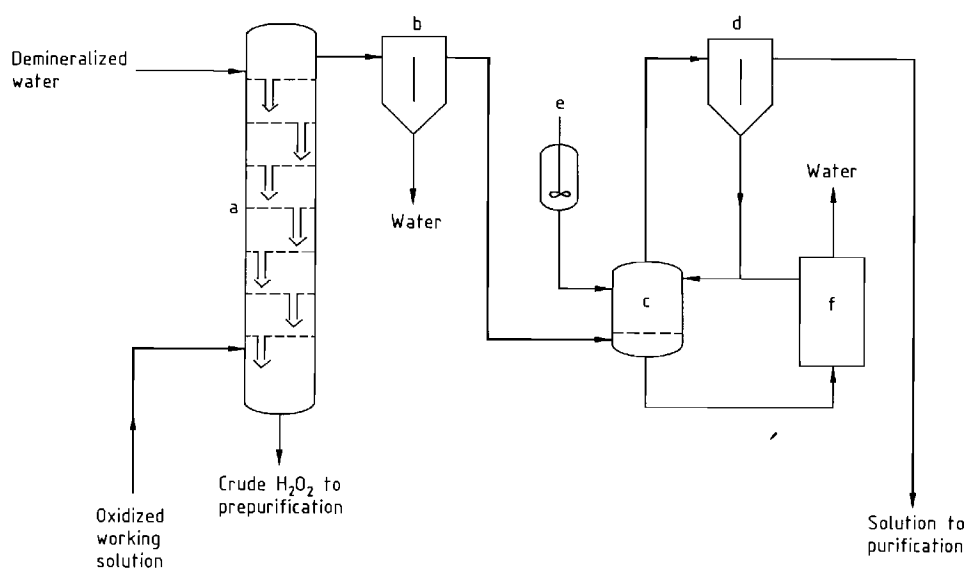 b
d
Demineralized
water
e
Water
a
Water
c
f
Crude H₂O₂ to
prepurification
Oxidized
working
solution
Solution to
purification